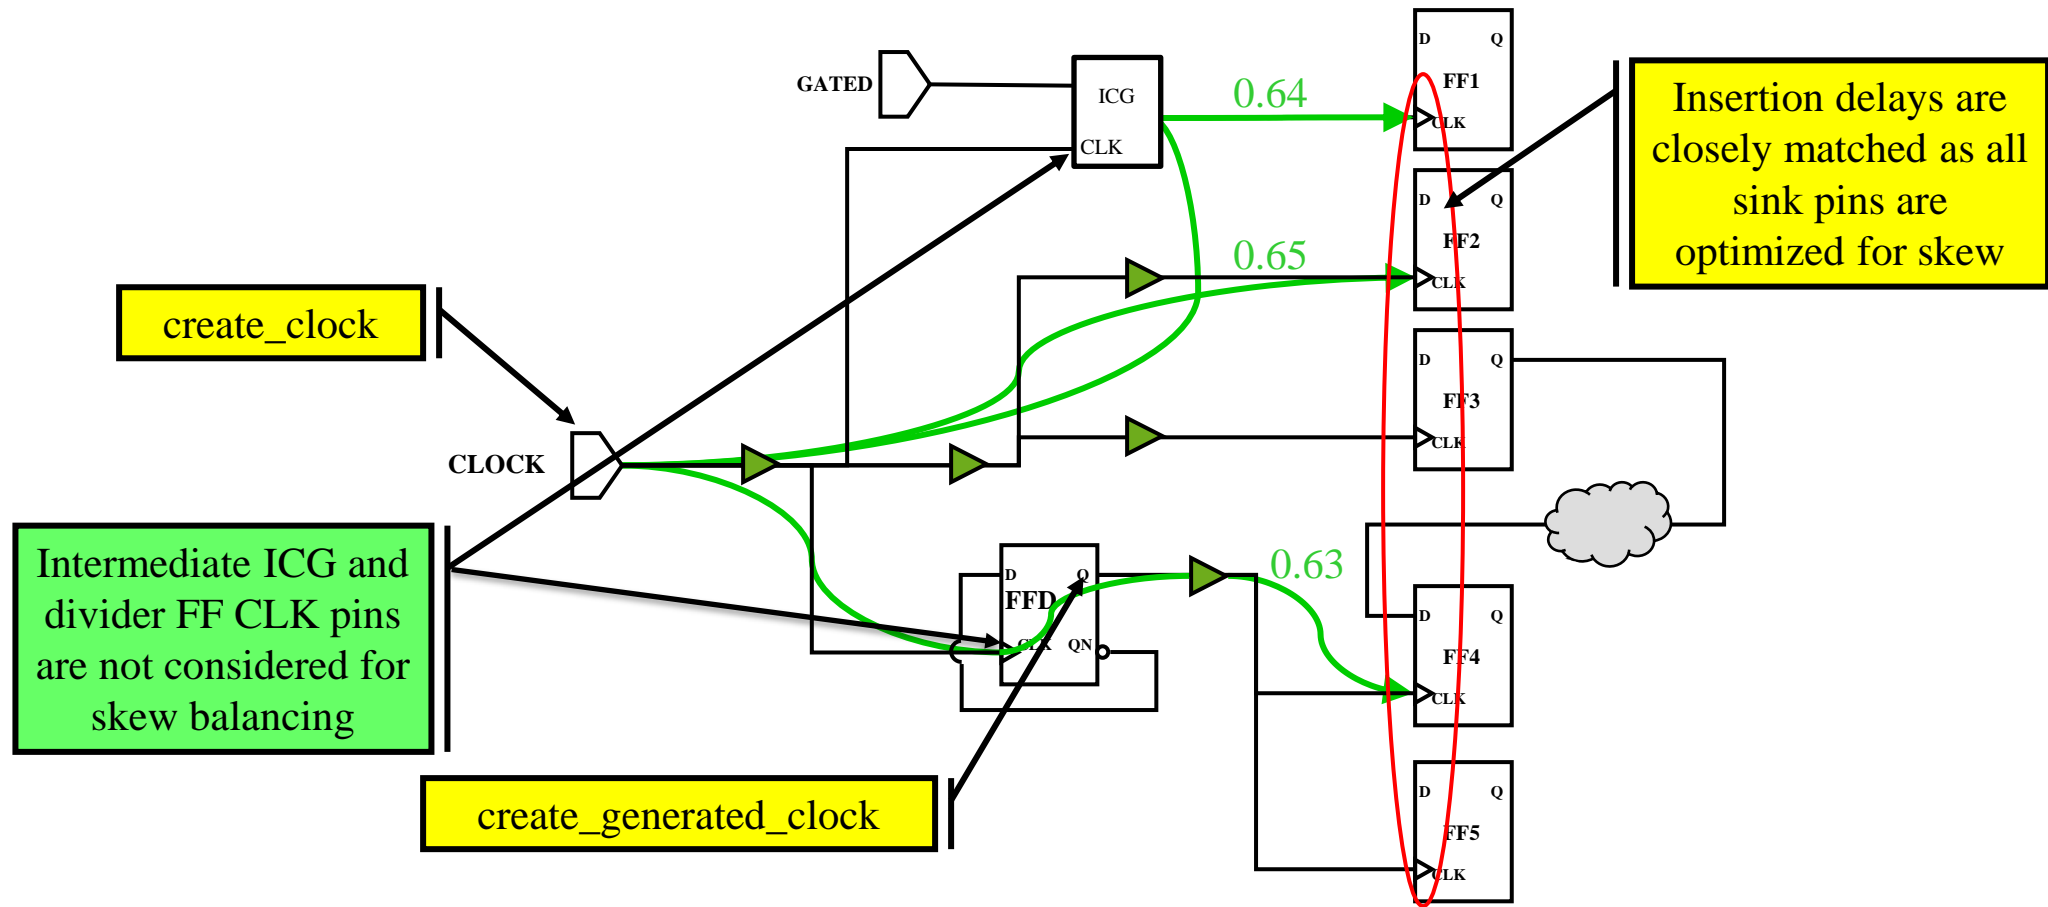 D Q
FF1
CLK
GATED
ICG
CLK
0.64
Insertion delays are
closely matched as all
sink pins are
optimized for skew
D Q
FF2
CLK
0.65
create_clock
D Q
FF3
CLK
CLOCK
Intermediate ICG and
divider FF CLK pins
are not considered for
skew balancing
D Q
FFD
CLK QN
0.63
D Q
FF4
CLK
create_generated_clock
D Q
FF5
CLK